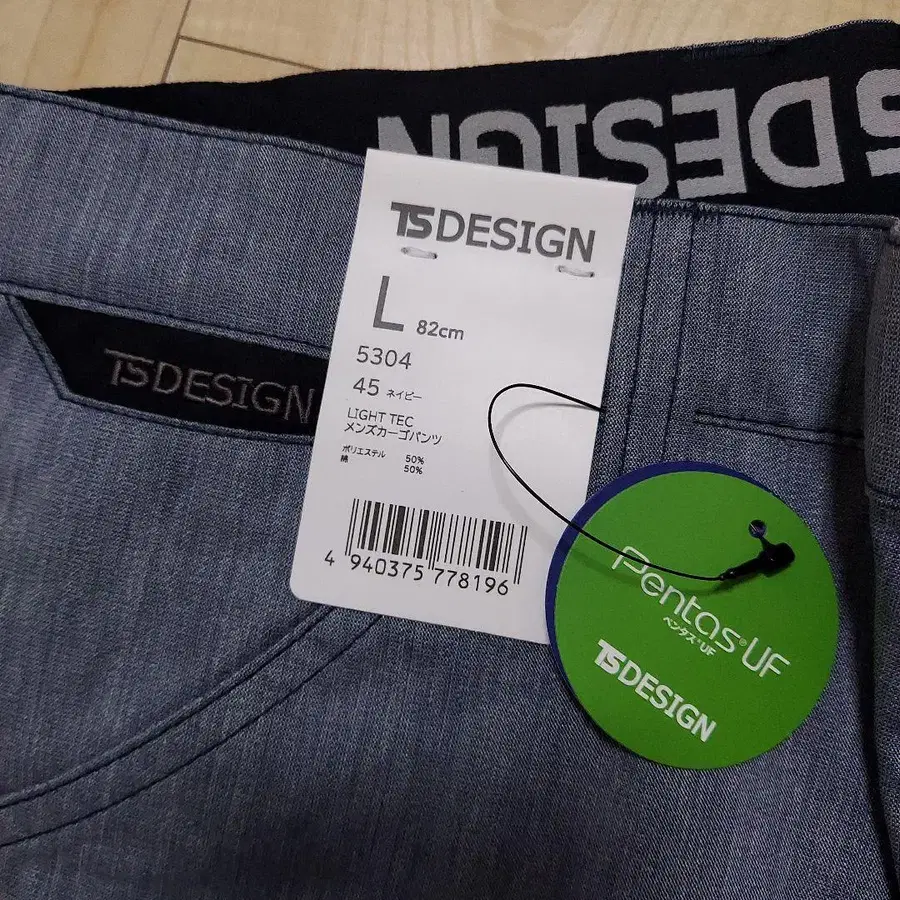 TSDESIGN
TSDESIGN
L 82cm
5304
45 ネイビー
LIGHT TEC
メンズカーゴパンツ
ポリエステル 50%
綿 50%
4 940375 778196
TSDESIGN
Pentas® UF
ペンタス®UF
TSDESIGN